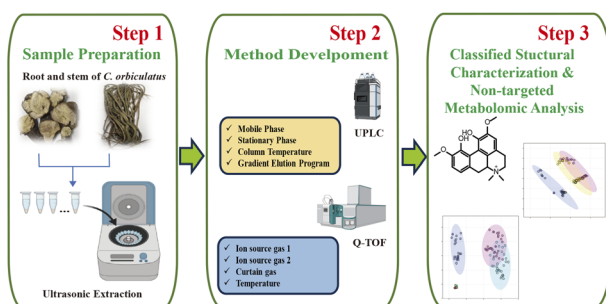 Step 1
Sample Preparation
Root and stem of C. orbiculatus
...
Ultrasonic Extraction
Step 2
Method Develpoment
UPLC
✓ Mobile Phase
✓ Stationary Phase
✓ Column Temperature
✓ Gradient Elution Program
Q-TOF
✓ Ion source gas 1
✓ Ion source gas 2
✓ Curtain gas
✓ Temperature
Step 3
Classified Stuctural
Characterization &
Non-targeted
Metabolomic Analysis
O
HO
OH
O
N+